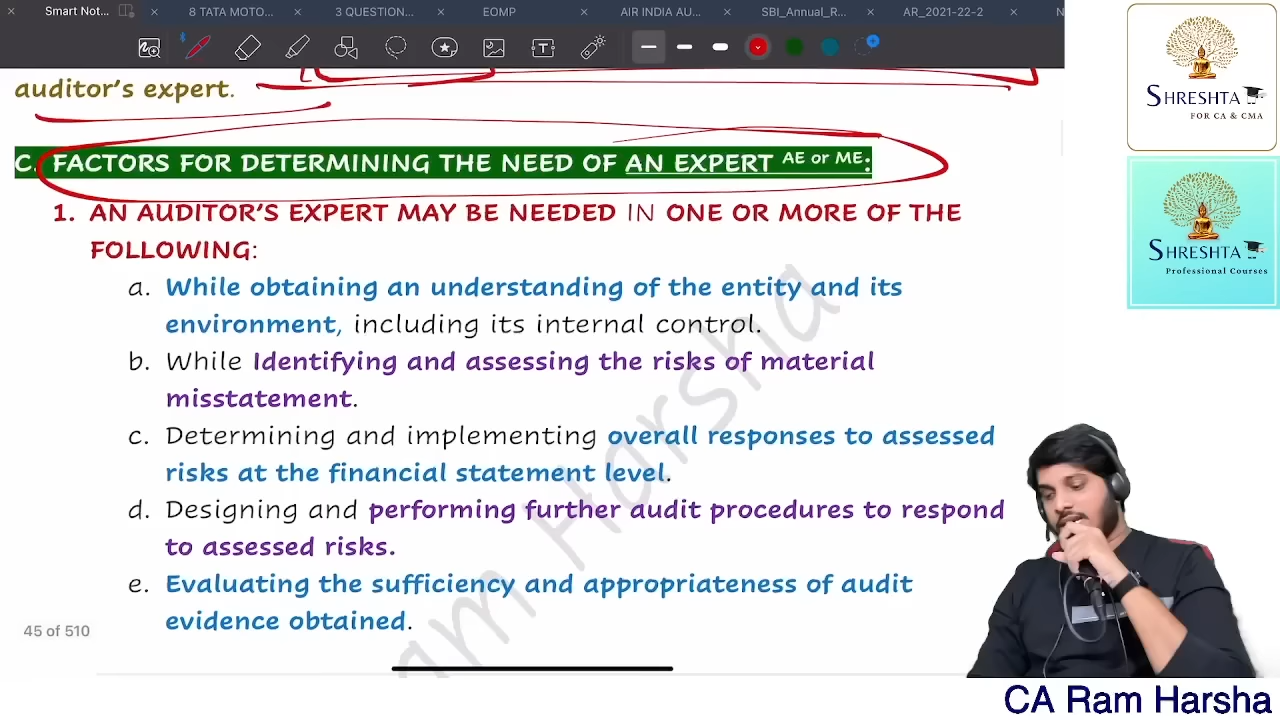 Smart Not...
8 TATA MOTO...
3 QUESTION...
EOMP
AIR INDIA AU...
SBI_Annual_R...
AR_2021-22-2
N
auditor's expert.
C. FACTORS FOR DETERMINING THE NEED OF AN EXPERT AE or ME:
1. AN AUDITOR'S EXPERT MAY BE NEEDED IN ONE OR MORE OF THE
FOLLOWING:
a. While obtaining an understanding of the entity and its
environment, including its internal control.
b. While Identifying and assessing the risks of material
misstatement.
c. Determining and implementing overall responses to assessed
risks at the financial statement level.
d. Designing and performing further audit procedures to respond
to assessed risks.
e. Evaluating the sufficiency and appropriateness of audit
evidence obtained.
45 of 510
am Harsha
SHRESHTA
FOR CA & CMA
SHRESHTA
Professional Courses
CA Ram Harsha